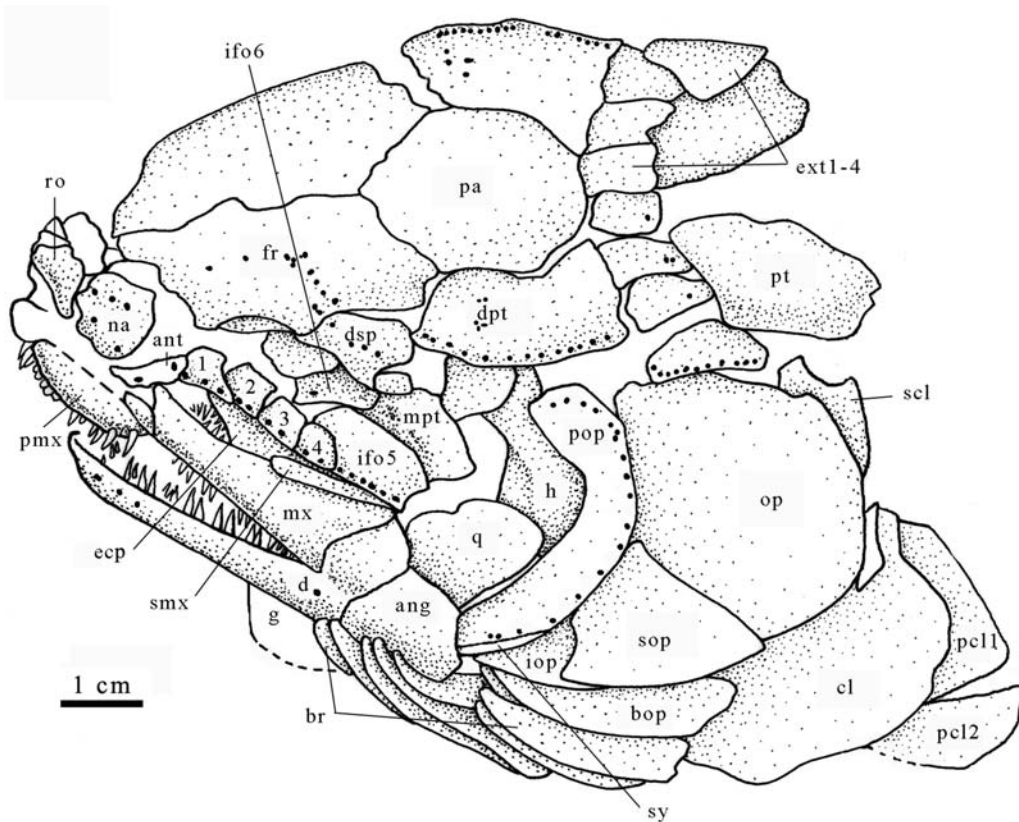 ifo6
ext1-4
ro
pa
fr
pt
na
dpt
ant
dsp
1
2
scl
3
mpt
pop
pmx
4
ifo5
h
op
mx
q
ecp
d
smx
g
ang
sop
iop
pcl1
cl
1 cm
br
bop
pcl2
sy